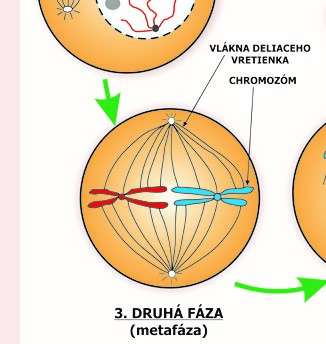 VLÁKNA DELIACEHO
VRETIENKA
CHROMOZÓM
3. DRUHÁ FÁZA
(metafáza)